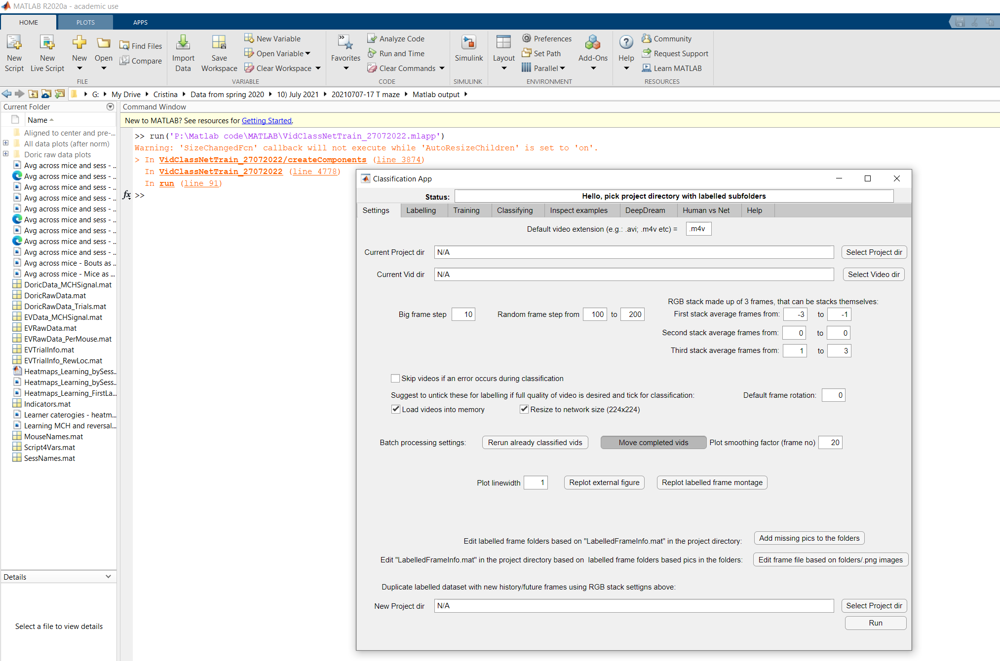 MATLAB R2020a - academic use
HOME PLOTS APPS
New Script
New Live Script
New
Open
Find Files
Compare
FILE
Import Data
Save Workspace
New Variable
Open Variable
Clear Workspace
VARIABLE
Favorites
Analyze Code
Run and Time
Clear Commands
CODE
Simulink
SIMULINK
Layout
Preferences
Set Path
Parallel
Add-Ons
ENVIRONMENT
Help
Community
Request Support
Learn MATLAB
RESOURCES
G: My Drive Cristina Data from spring 2020 10) July 2021 20210707-17 T maze Matlab output
Current Folder
Name
Aligned to center and pre-...
All data plots (after norm)
Doric raw data plots
Avg across mice and sess - ..
Avg across mice and sess - ..
Avg across mice and sess - ..
Avg across mice and sess - ..
Avg across mice and sess - ..
Avg across mice and sess - ..
Avg across mice and sess - ..
Avg across mice and sess - ..
Avg across mice and sess - ..
Avg across mice - Bouts as ..
Avg across mice - Mice as ...
DoricData_MCHSignal.mat
DoricRawData.mat
DoricRawData_Trials.mat
EVData_MCHSignal.mat
EVRawData.mat
EVRawData_PerMouse.mat
EVTrialInfo.mat
EVTrialInfo_RewLoc.mat
Heatmaps_Learning_bySess..
Heatmaps_Learning_bySess..
Heatmaps_Learning_FirstLa...
Indicators.mat
Learner caterogies - heatm...
Learning MCH and reversal...
MouseNames.mat
Script4Vars.mat
SessNames.mat
Details
Select a file to view details
Command Window
New to MATLAB? See resources for Getting Started.
>> run('P:\Matlab code\MATLAB\VidClassNetTrain_27072022.mlapp')
Warning: 'SizeChangedFcn' callback will not execute while 'AutoResizeChildren' is set to 'on'.
> In VidClassNetTrain_27072022/createComponents (line 3874)
In VidClassNetTrain_27072022 (line 4778)
In run (line 91)
fx >>
Classification App
Status: Hello, pick project directory with labelled subfolders
Settings Labelling Training Classifying Inspect examples DeepDream Human vs Net Help
Default video extension (e.g.: .avi; .m4v etc) = .m4v
Current Project dir N/A Select Project dir
Current Vid dir N/A Select Video dir
RGB stack made up of 3 frames, that can be stacks themselves:
Big frame step 10 Random frame step from 100 to 200 First stack average frames from: -3 to -1
Second stack average frames from: 0 to 0
Third stack average frames from: 1 to 3
Skip videos if an error occurs during classification
Suggest to untick these for labelling if full quality of video is desired and tick for classification: Default frame rotation: 0
Load videos into memory Resize to network size (224x224)
Batch processing settings: Rerun already classified vids Move completed vids Plot smoothing factor (frame no) 20
Plot linewidth 1 Replot external figure Replot labelled frame montage
Edit labelled frame folders based on "LabelledFrameInfo.mat" in the project directory: Add missing pics to the folders
Edit "LabelledFrameInfo.mat" in the project directory based on labelled frame folders based pics in the folders: Edit frame file based on folders/.png images
Duplicate labelled dataset with new history/future frames using RGB stack settigns above:
New Project dir N/A Select Project dir
Run